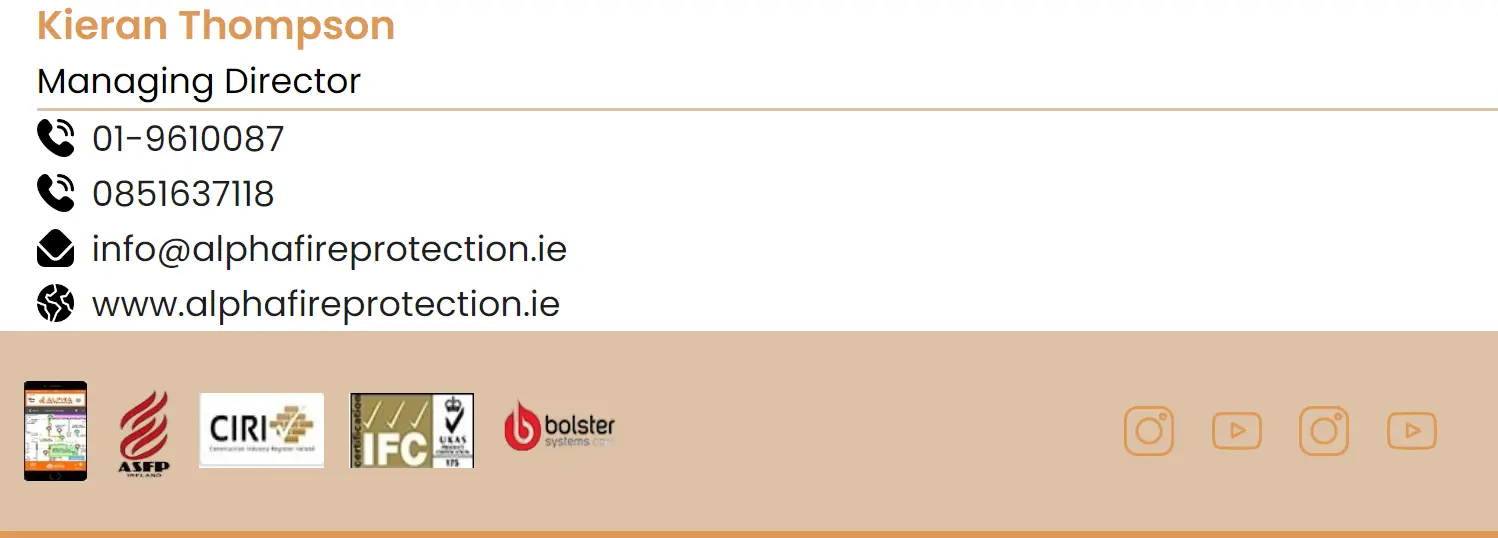 Kieran Thompson
Managing Director
01-9610087
0851637118
info@alphafireprotection.ie
www.alphafireprotection.ie
ASFP
IRELAND
CIRI
Construction Industry Register Ireland
certification
IFC
UKAS
PRODUCT
CERTIFICATION
175
bolster
systems.com